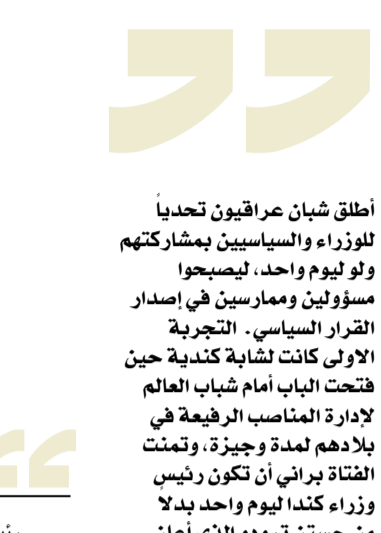 أطلق شبان عراقيون تحدياً
للوزراء والسياسيين بمشاركتهم
ولو ليوم واحد، ليصبحوا
مسؤولين وممارسين في إصدار
القرار السياسي. التجربة
الاولى كانت لشابة كندية حين
فتحت الباب أمام شباب العالم
لإدارة المناصب الرفيعة في
بلادهم لمدة وجيزة، وتمنت
الفتاة براني أن تكون رئيس
وزراء كندا ليوم واحد بدلاً